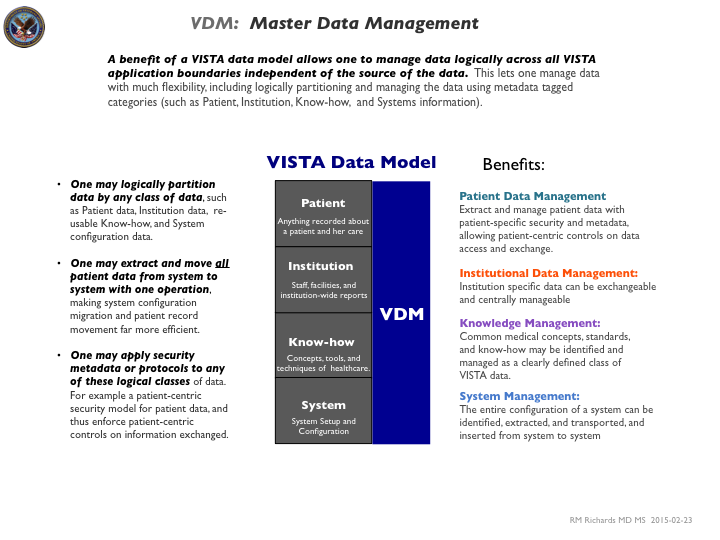 VDM: Master Data Management
A benefit of a VISTA data model allows one to manage data logically across all VISTA
application boundaries independent of the source of the data. This lets one manage data
with much flexibility, including logically partitioning and managing the data using metadata tagged
categories (such as Patient, Institution, Know-how, and Systems information).
• One may logically partition
data by any class of data, such
as Patient data, Institution data, re-
usable Know-how, and System
configuration data.
• One may extract and move all
patient data from system to
system with one operation,
making system configuration
migration and patient record
movement far more efficient.
• One may apply security
metadata or protocols to any
of these logical classes of data.
For example a patient-centric
security model for patient data, and
thus enforce patient-centric
controls on information exchanged.
VISTA Data Model
Patient
Anything recorded about
a patient and her care
Institution
Staff, facilities, and
institution-wide reports
Know-how
Concepts, tools, and
techniques of healthcare.
System
System Setup and
Configuration
VDM
Benefits:
Patient Data Management
Extract and manage patient data with
patient-specific security and metadata,
allowing patient-centric controls on data
access and exchange.
Institutional Data Management:
Institution specific data can be exchangeable
and centrally manageable
Knowledge Management:
Common medical concepts, standards,
and know-how may be identified and
managed as a clearly defined class of
VISTA data.
System Management:
The entire configuration of a system can be
identified, extracted, and transported, and
inserted from system to system
RM Richards MD MS 2015-02-23